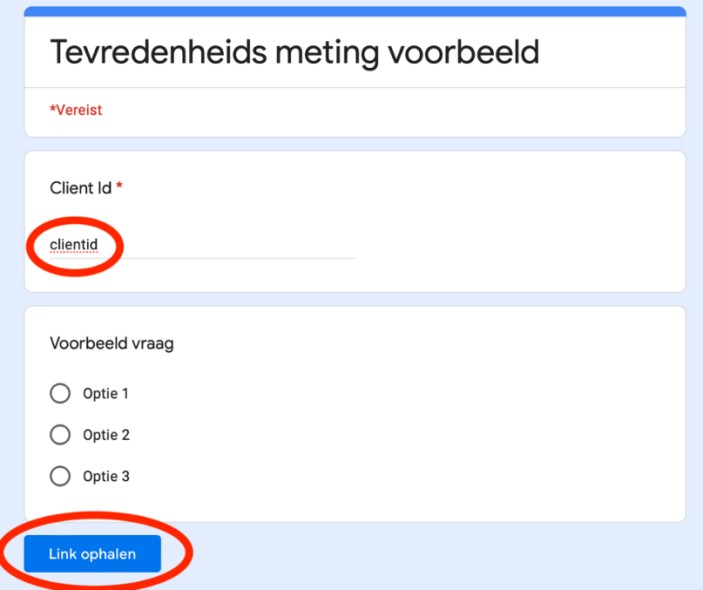 Tevredenheids meting voorbeeld
*Vereist
Client Id *
clientid
Voorbeeld vraag
Optie 1
Optie 2
Optie 3
Link ophalen